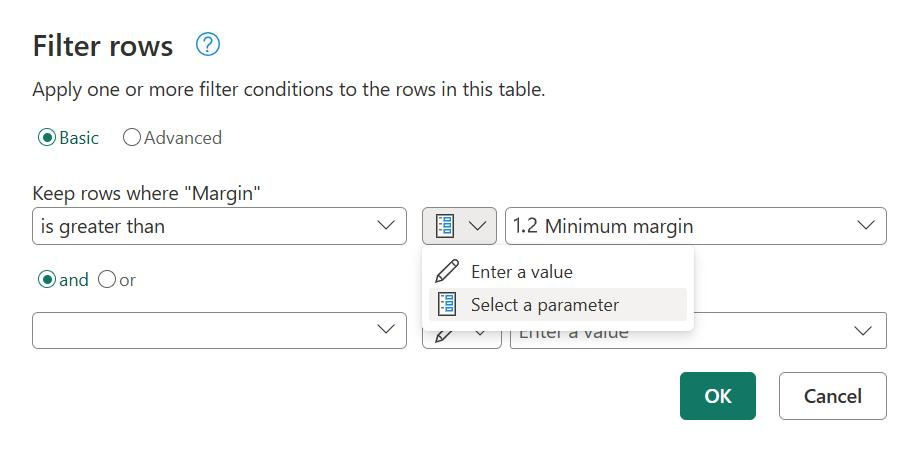 Filter rows ?
Apply one or more filter conditions to the rows in this table.
Basic Advanced
Keep rows where "Margin"
is greater than 1.2 Minimum margin
Enter a value
and or
Select a parameter
Enter a value
OK Cancel